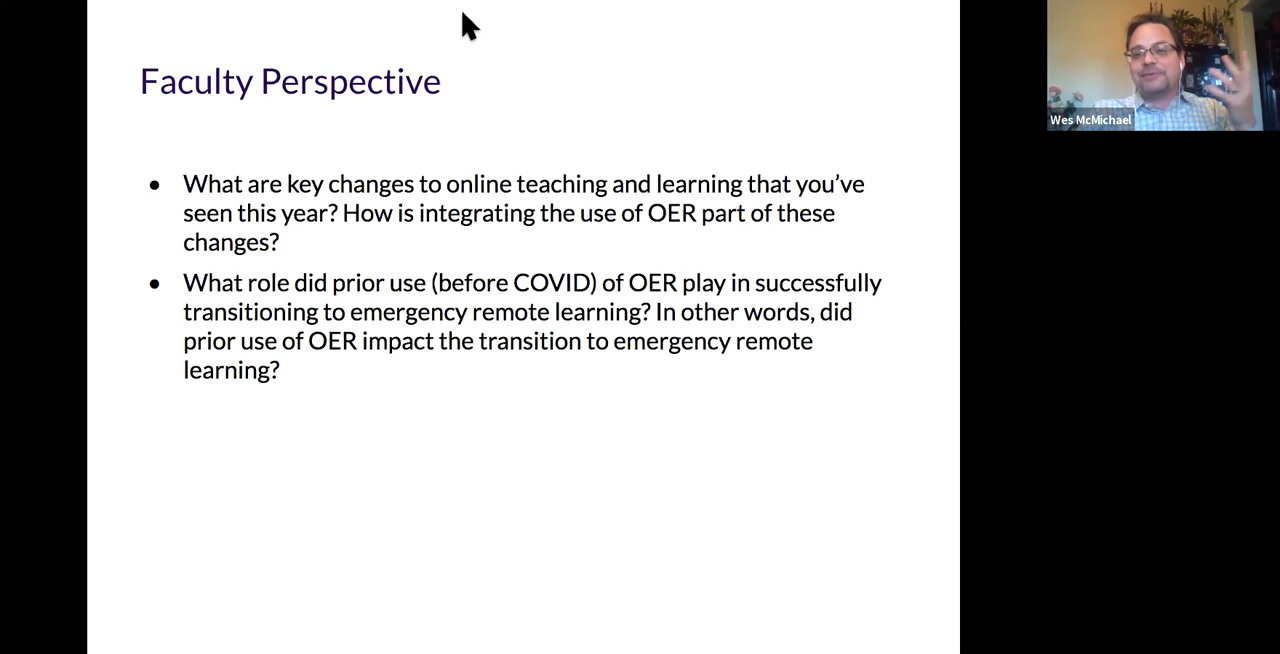 Faculty Perspective
Wes McMichael
• What are key changes to online teaching and learning that you’ve
seen this year? How is integrating the use of OER part of these
changes?
• What role did prior use (before COVID) of OER play in successfully
transitioning to emergency remote learning? In other words, did
prior use of OER impact the transition to emergency remote
learning?